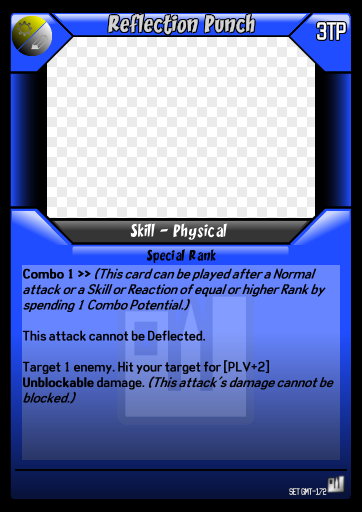 Reflection Punch
3TP
Skill - Physical
Special Rank
Combo 1 >> (This card can be played after a Normal
attack or a Skill or Reaction of equal or higher Rank by
spending 1 Combo Potential.)
This attack cannot be Deflected.
Target 1 enemy. Hit your target for [PLV+2]
Unblockable damage. (This attack's damage cannot be
blocked.)
SET GMT-172